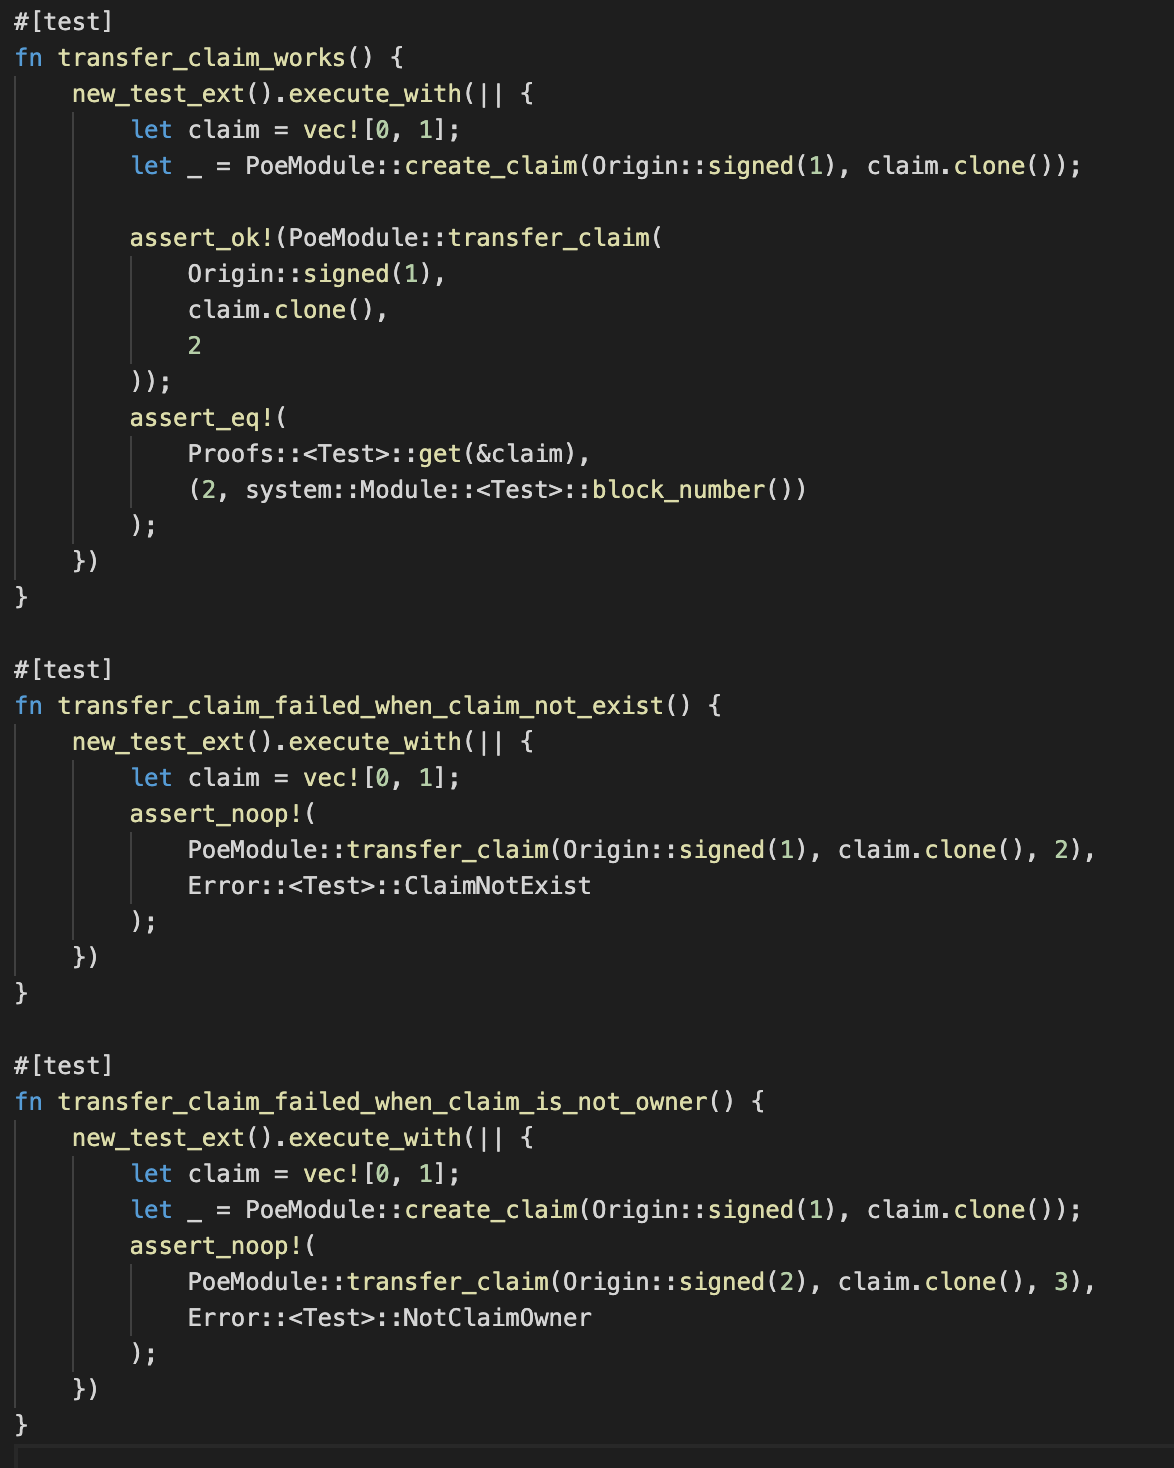 #[test]
fn transfer_claim_works() {
    new_test_ext().execute_with(|| {
        let claim = vec![0, 1];
        let _ = PoeModule::create_claim(Origin::signed(1), claim.clone());

        assert_ok!(PoeModule::transfer_claim(
            Origin::signed(1),
            claim.clone(),
            2
        ));
        assert_eq!(
            Proofs::<Test>::get(&claim),
            (2, system::Module::<Test>::block_number())
        );
    })
}

#[test]
fn transfer_claim_failed_when_claim_not_exist() {
    new_test_ext().execute_with(|| {
        let claim = vec![0, 1];
        assert_noop!(
            PoeModule::transfer_claim(Origin::signed(1), claim.clone(), 2),
            Error::<Test>::ClaimNotExist
        );
    })
}

#[test]
fn transfer_claim_failed_when_claim_is_not_owner() {
    new_test_ext().execute_with(|| {
        let claim = vec![0, 1];
        let _ = PoeModule::create_claim(Origin::signed(1), claim.clone());
        assert_noop!(
            PoeModule::transfer_claim(Origin::signed(2), claim.clone(), 3),
            Error::<Test>::NotClaimOwner
        );
    })
}